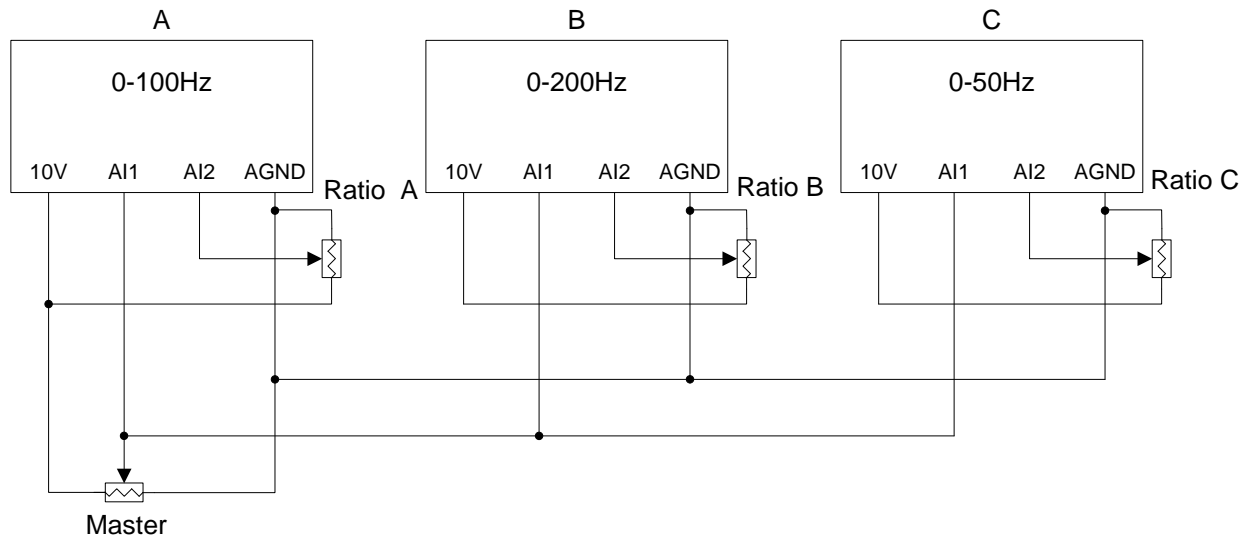 A B C
0-100Hz 0-200Hz 0-50Hz
10V AI1 AI2 AGND 10V AI1 AI2 AGND 10V AI1 AI2 AGND
Ratio A Ratio B Ratio C
Master